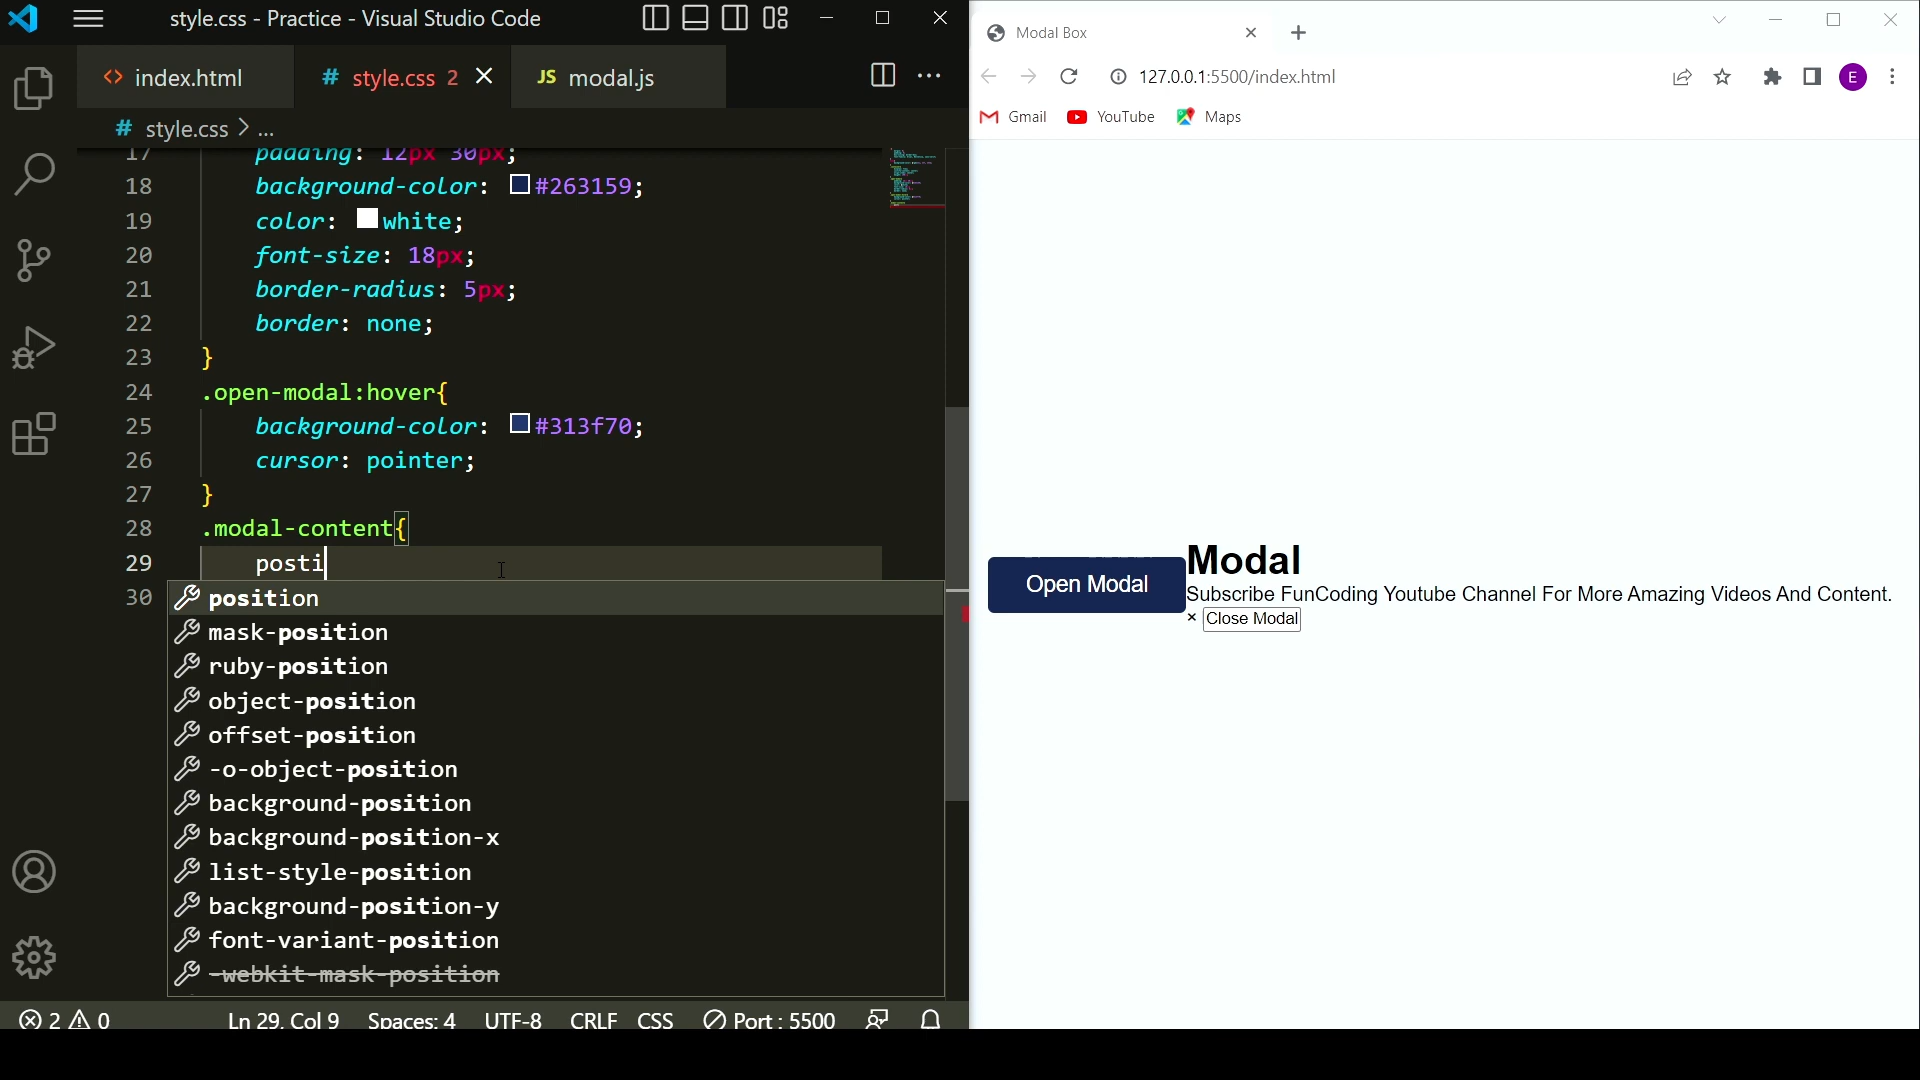 style.css - Practice - Visual Studio Code
index.html
# style.css 2
JS modal.js
# style.css > ...
17 padding: 12px 30px;
18 background-color: #263159;
19 color: white;
20 font-size: 18px;
21 border-radius: 5px;
22 border: none;
23 }
24 .open-modal:hover{
25 background-color: #313f70;
26 cursor: pointer;
27 }
28 .modal-content{
29 posti
30
position
mask-position
ruby-position
object-position
offset-position
-o-object-position
background-position
background-position-x
list-style-position
background-position-y
font-variant-position
-webkit-mask-position
2 0 Ln 29, Col 9 Spaces: 4 UTF-8 CRLF CSS Port : 5500
Modal Box
127.0.0.1:5500/index.html
E
Gmail YouTube Maps
Open Modal
Modal
Subscribe FunCoding Youtube Channel For More Amazing Videos And Content.
× Close Modal